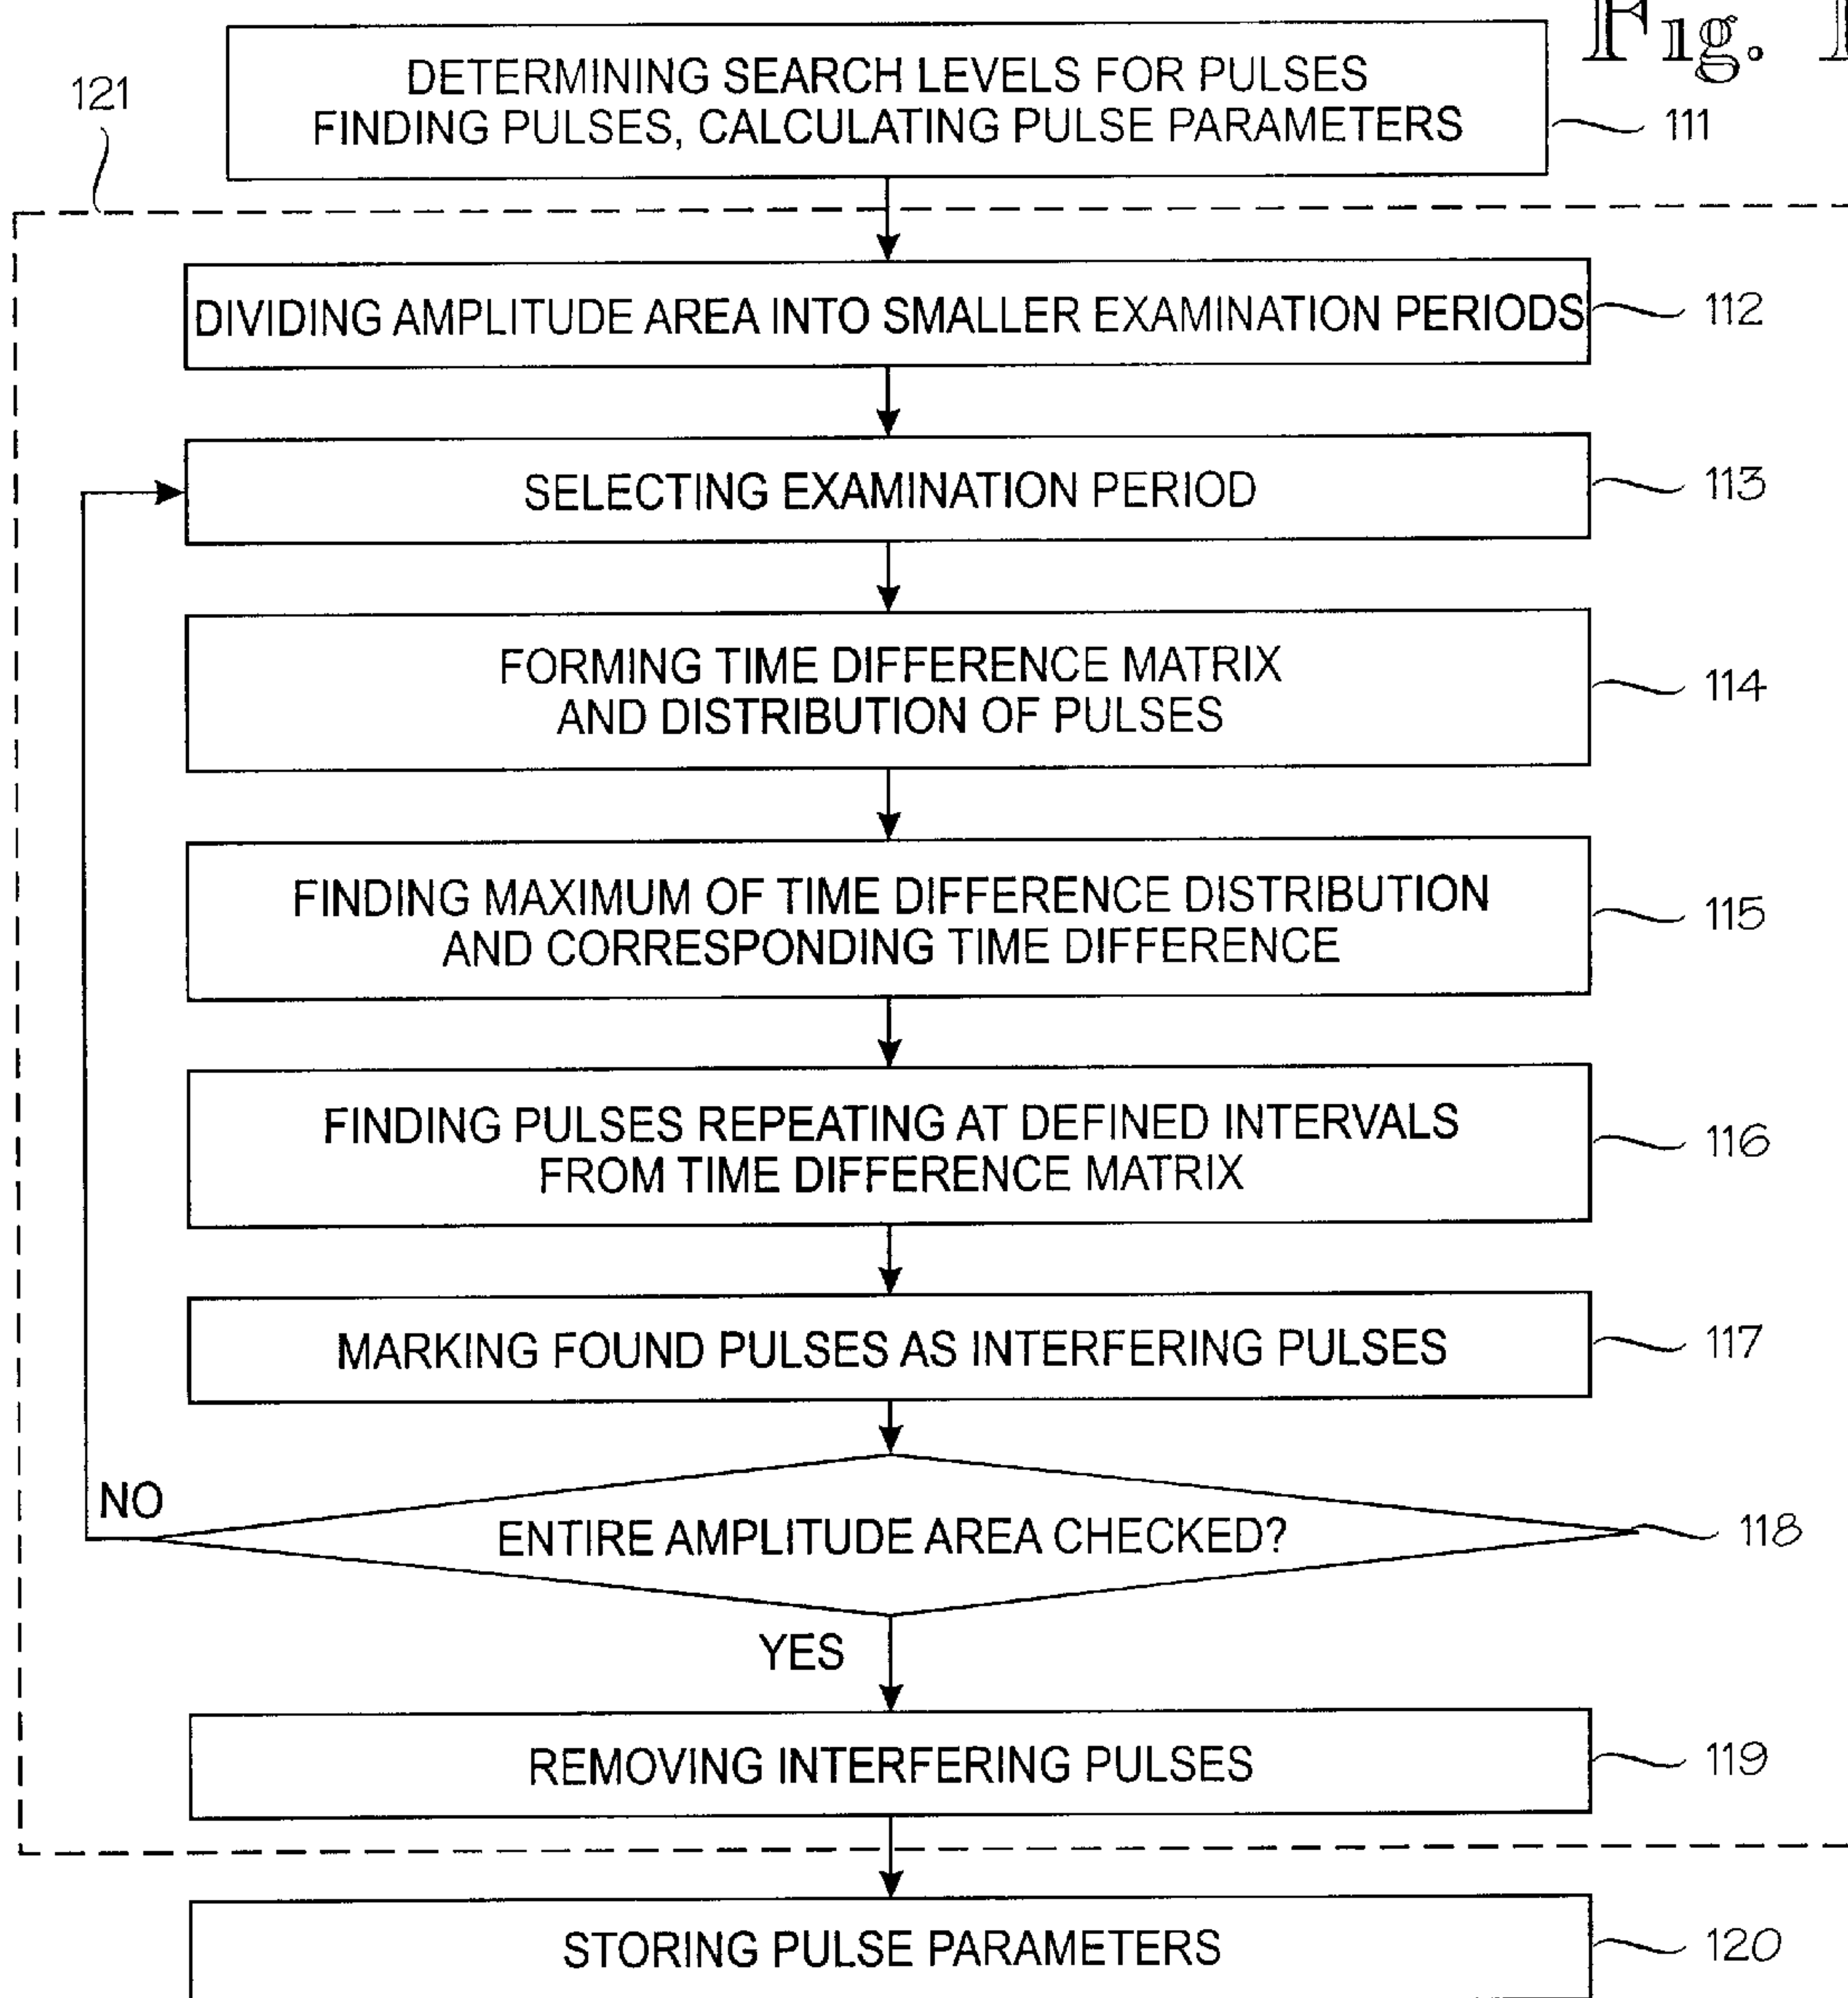 Fig. 1
121
DETERMINING SEARCH LEVELS FOR PULSES
FINDING PULSES, CALCULATING PULSE PARAMETERS
111
DIVIDING AMPLITUDE AREA INTO SMALLER EXAMINATION PERIODS
112
SELECTING EXAMINATION PERIOD
113
FORMING TIME DIFFERENCE MATRIX
AND DISTRIBUTION OF PULSES
114
FINDING MAXIMUM OF TIME DIFFERENCE DISTRIBUTION
AND CORRESPONDING TIME DIFFERENCE
115
FINDING PULSES REPEATING AT DEFINED INTERVALS
FROM TIME DIFFERENCE MATRIX
116
MARKING FOUND PULSES AS INTERFERING PULSES
117
NO
ENTIRE AMPLITUDE AREA CHECKED?
118
YES
REMOVING INTERFERING PULSES
119
STORING PULSE PARAMETERS
120